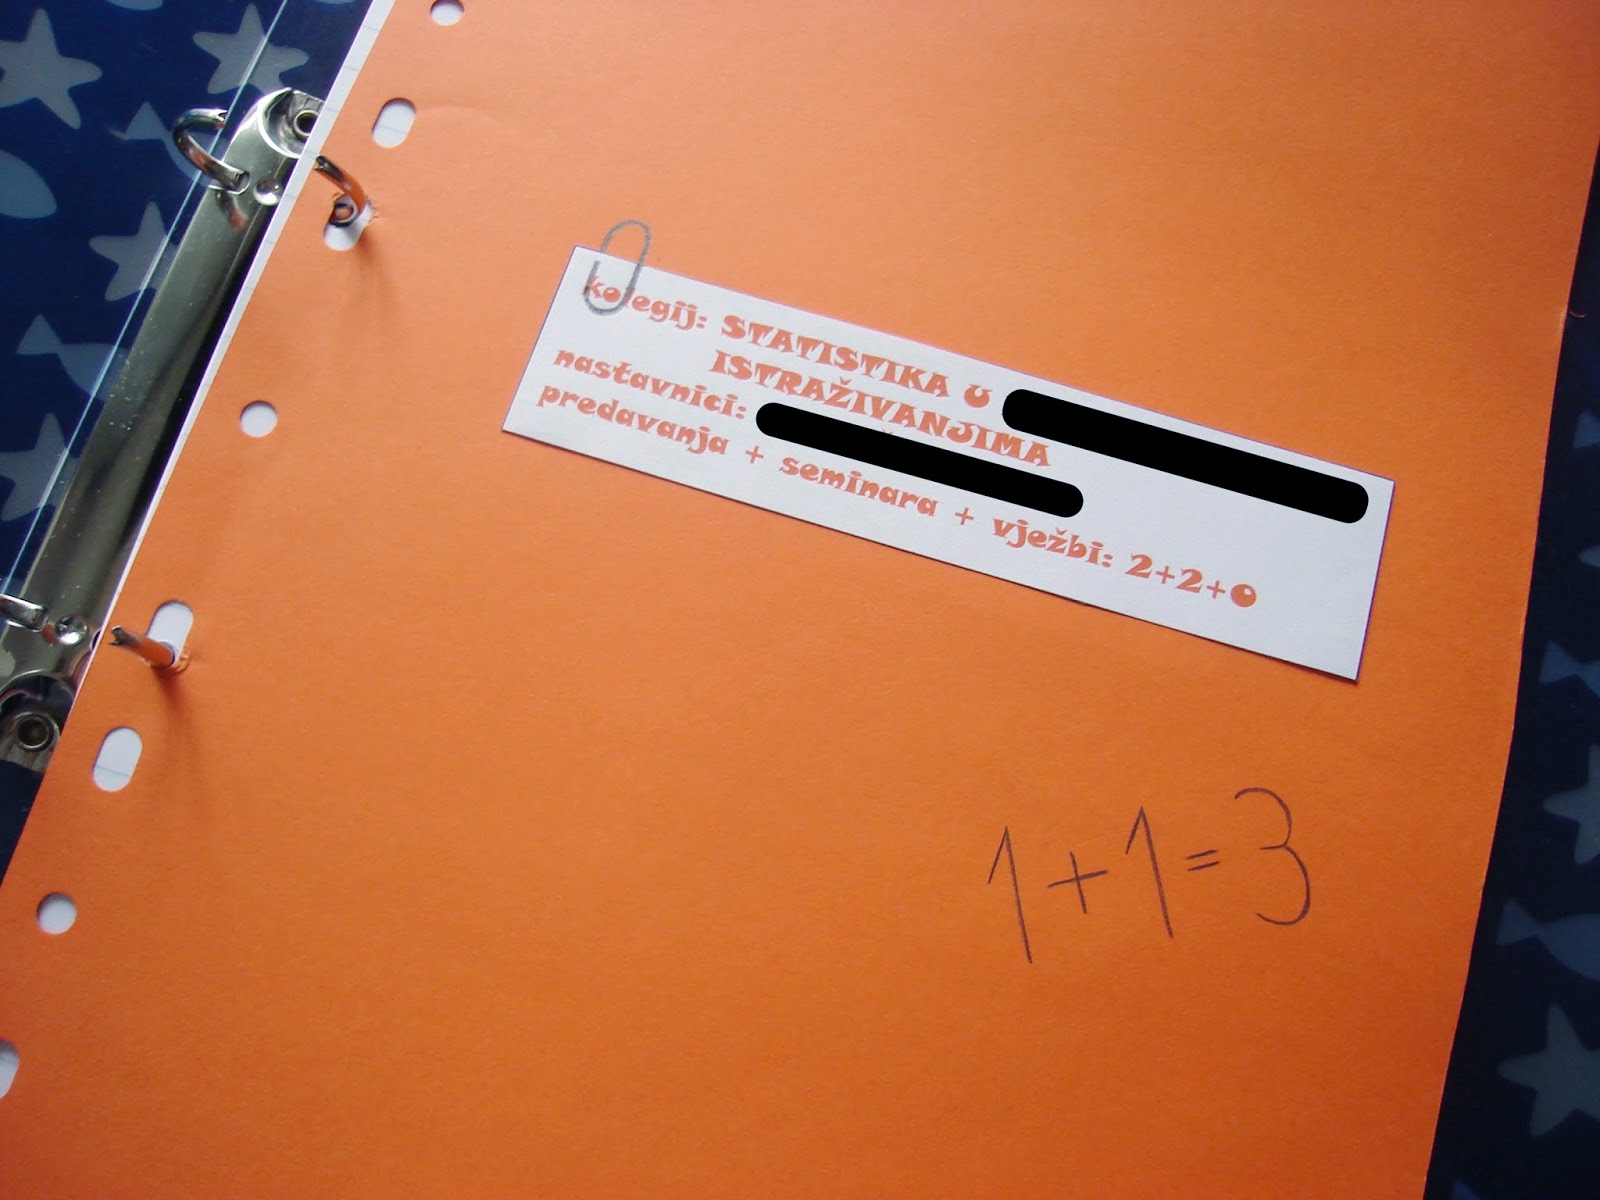 kolegij: STATISTIKA U
ISTRAŽIVANJIMA
nastavnici:
predavanja + seminara + vježbi: 2+2+0
1+1=3